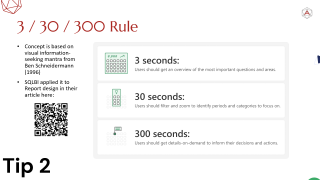 3 / 30 / 300 Rule
• Concept is based on
visual information-
seeking mantra from
Ben Schneidermann
(1996)
• SQLBI applied it to
Report design in their
article here:
3 seconds:
Users should get an overview of the most important questions and areas
30 seconds:
Users should filter and zoom to identify periods and categories to focus on
300 seconds:
Users should get details-on-demand to inform their decisions and actions.
Tip 2